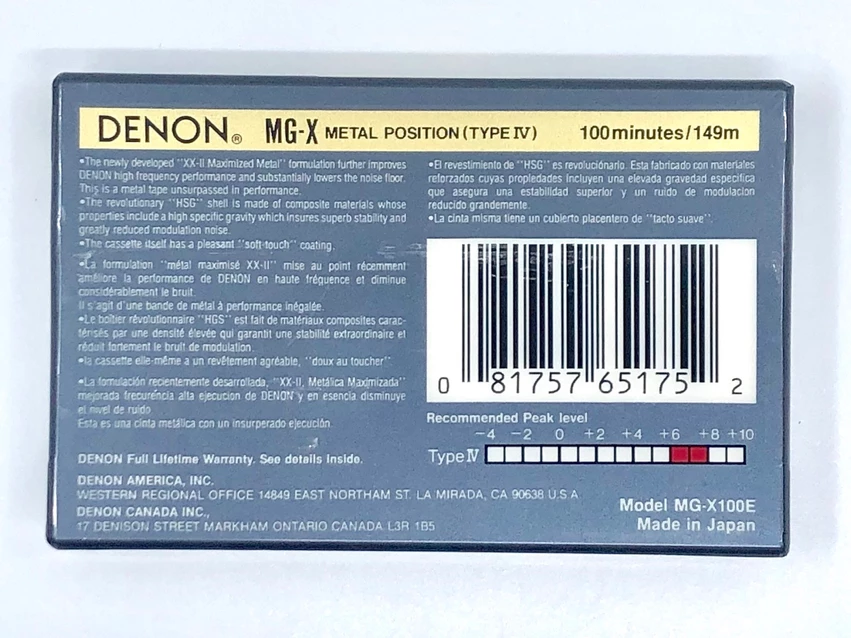 DENON® MG-X METAL POSITION (TYPE IV) 100minutes/149m
•The newly developed "XX-II Maximized Metal" formulation further improves
DENON high frequency performance and substantially lowers the noise floor.
This is a metal tape unsurpassed in performance.
•The revolutionary "HSG" shell is made of composite materials whose
properties include a high specific gravity which insures superb stability and
greatly reduced modulation noise.
•The cassette itself has a pleasant "soft-touch" coating.
•La formulation "métal maximisé XX-II" mise au point récemment
améliore la performance de DENON en haute fréquence et diminue
considérablement le bruit.
Il s'agit d'une bande de métal à performance inégalée.
•Le boîtier révolutionnaire "HGS" est fait de matériaux composites carac-
térisés par une densité élevée qui garantit une stabilité extraordinaire et
réduit fortement le bruit de modulation.
•la cassette elle-même a un revêtement agréable, "doux au toucher"
•La formulación recientemente desarrollada, "XX-II, Metálica Maximizada"
mejorada frecurência alta ejecucion de DENON y en esencia disminuye
el nivel de ruido
Esta es una cinta metálica con un insurperado ejecución.
•El revestimiento de "HSG" es revoluciónario. Esta fabricado con materiales
reforzados cuyas propledades incluyen una elevada gravedad especifica
que asegura una estabilidad superior y un ruido de modulacion
reducido grandemente.
•La cinta misma tiene un cubierto placentero de "tacto suave".
0 81757 65175 2
Recommended Peak level
-4 -2 0 +2 +4 +6 +8 +10
Type IV
DENON Full Lifetime Warranty. See details inside.
DENON AMERICA, INC.
WESTERN REGIONAL OFFICE 14849 EAST NORTHAM ST. LA MIRADA, CA 90638 U.S.A
DENON CANADA INC.,
17 DENISON STREET MARKHAM ONTARIO CANADA L3R 1B5
Model MG-X100E
Made in Japan